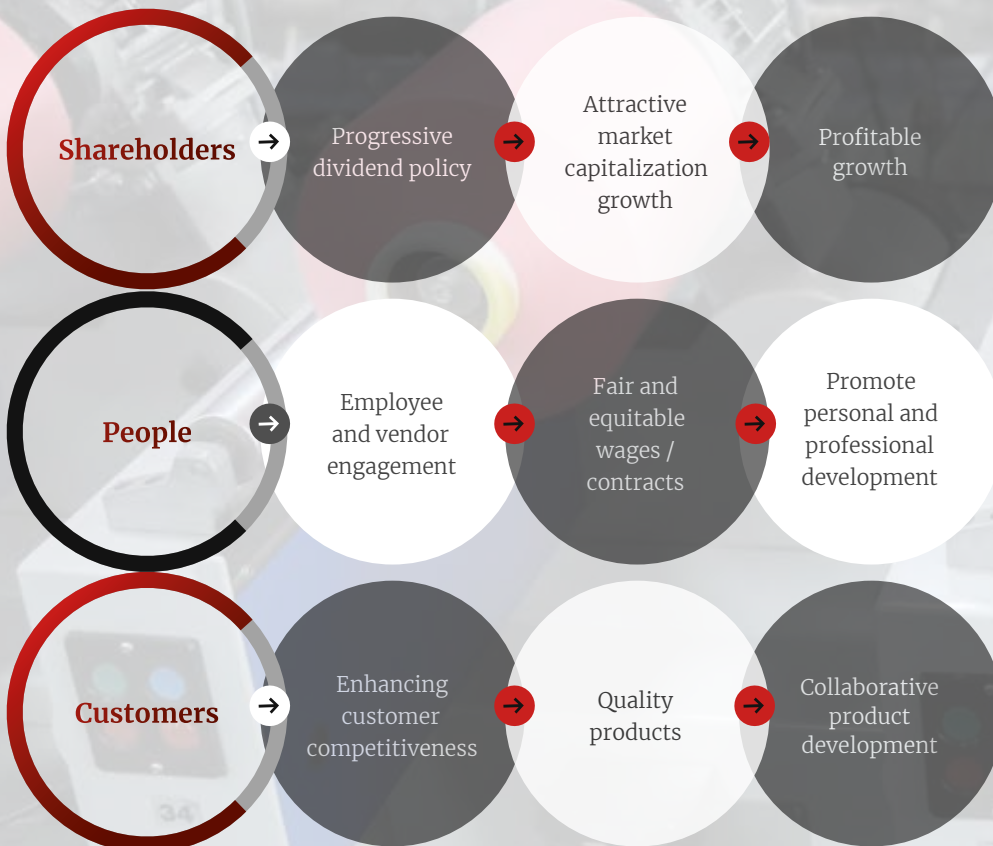 Shareholders
Progressive
dividend policy
Attractive
market
capitalization
growth
Profitable
growth
People
Employee
and vendor
engagement
Fair and
equitable
wages /
contracts
Promote
personal and
professional
development
Customers
Enhancing
customer
competitiveness
Quality
products
Collaborative
product
development
34